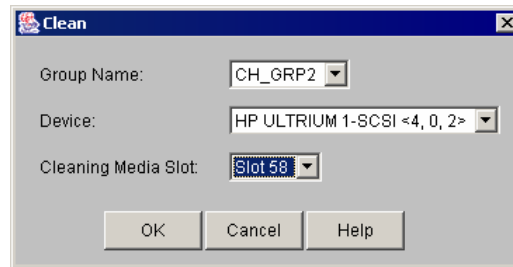 Clean
Group Name: CH_GRP2
Device: HP ULTRIUM 1-SCSI <4, 0, 2>
Cleaning Media Slot: Slot 58
OK Cancel Help